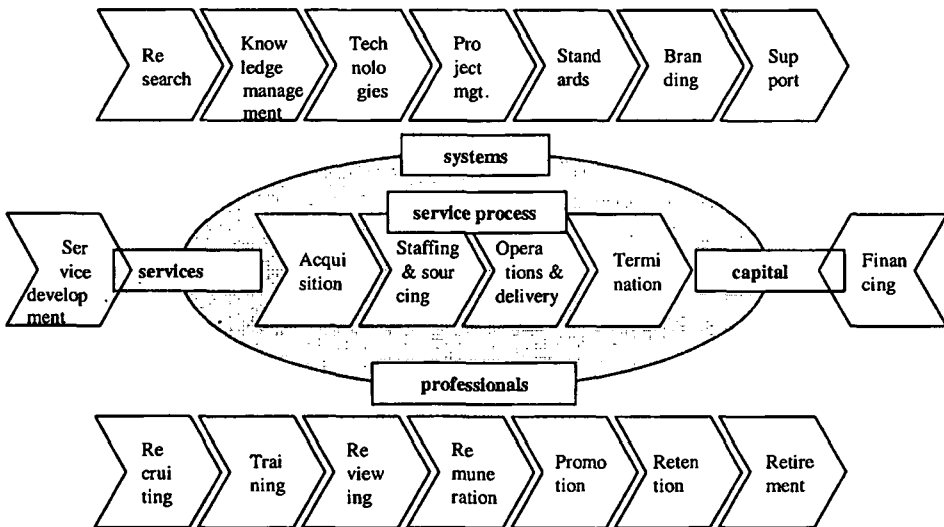 Re
search
Know
ledge manage
ment
Tech
nolo
gies
Pro
ject
mgt.
Stand
ards
Bran
ding
Sup
port
systems
service process
Ser
vice
develop
ment
services
Acqui
sition
Staffing
& sour
cing
Opera
tions &
delivery
Termi
nation
capital
Finan
cing
professionals
Re
crui
ting
Trai
ning
Re
view
ing
Re
mune
ration
Promo
tion
Reten
tion
Retire
ment